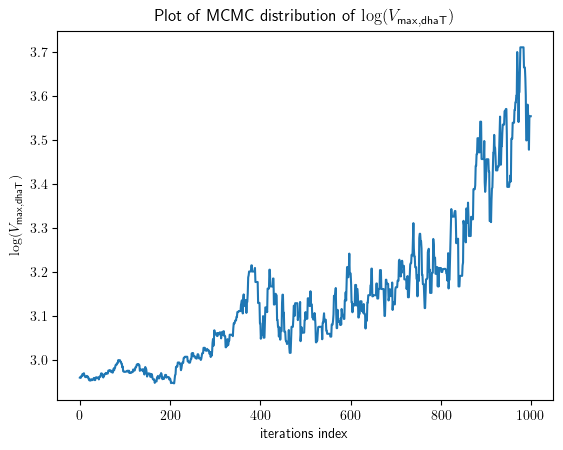 Plot of MCMC distribution of log(V_max,dhaT)
log(V_max,dhaT)
3.7
3.6
3.5
3.4
3.3
3.2
3.1
3.0
0 200 400 600 800 1000
iterations index